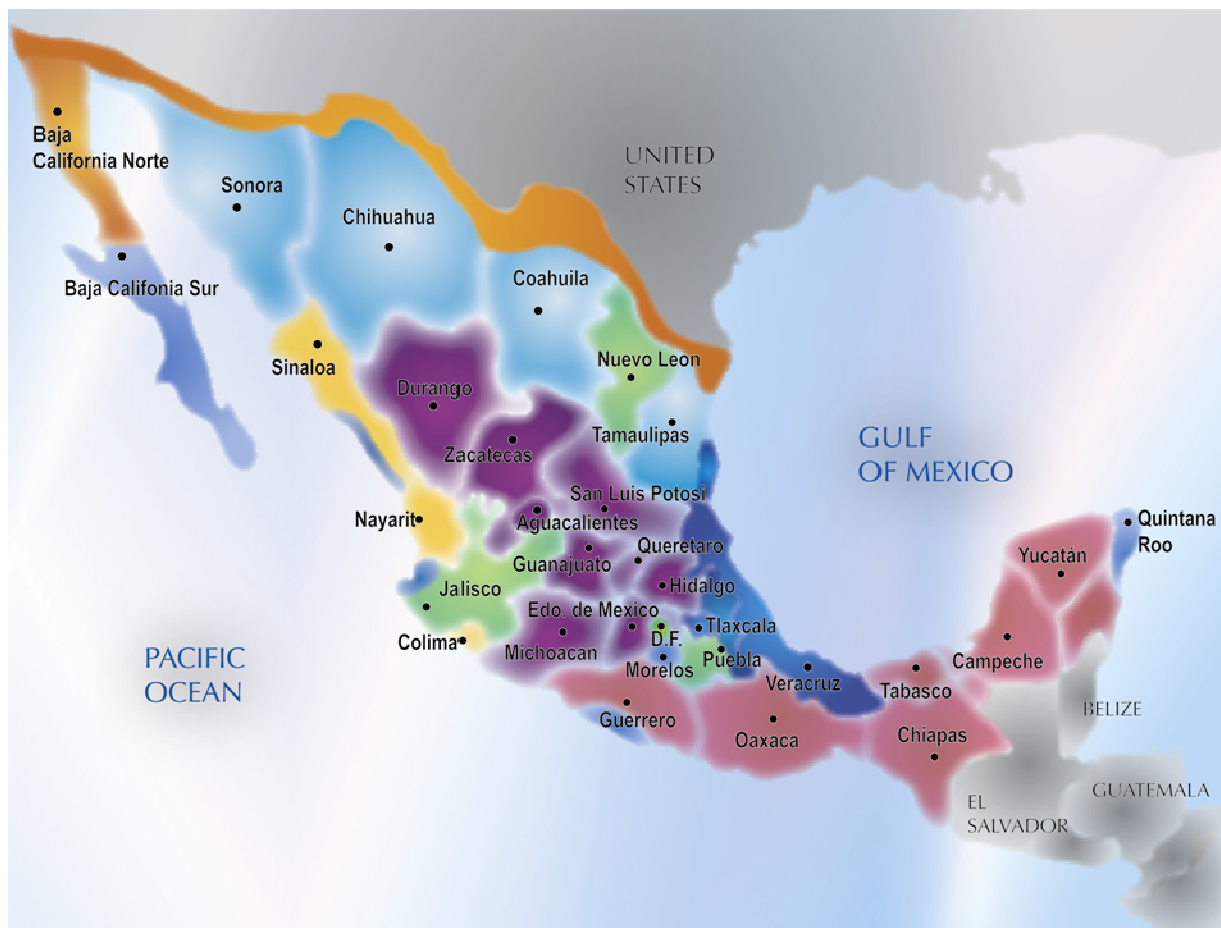 Baja
California Norte
Sonora
UNITED
STATES
Chihuahua
Baja Califonia Sur
Coahuila
Sinaloa
Nuevo Leon
Durango
Tamaulipas
GULF
OF MEXICO
Zacatecas
San Luis Potosi
Nayarit
Aguacalientes
Quintana
Roo
Queretaro
Yucatán
Guanajuato
Hidalgo
Jalisco
Edo. de Mexico
Tlaxcala
D.F.
Colima
Michoacan
Puebla
Morelos
Campeche
PACIFIC
OCEAN
Veracruz
Tabasco
BELIZE
Guerrero
Oaxaca
Chiapas
GUATEMALA
EL
SALVADOR